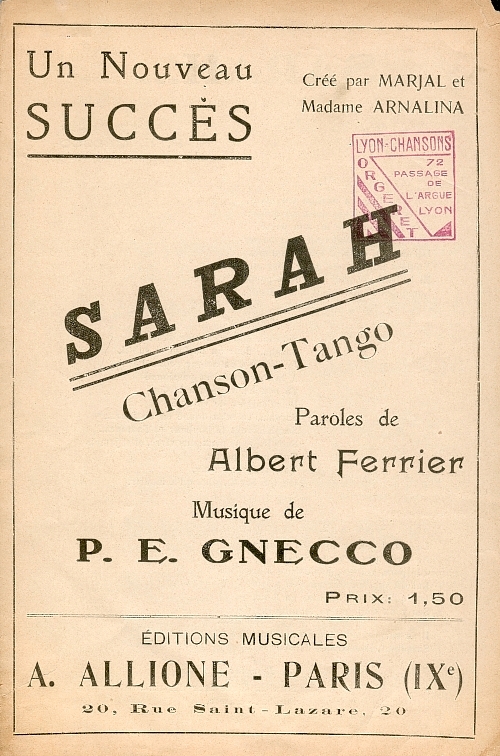 Un Nouveau
SUCCÈS
Créé par MARJAL et
Madame ARNALINA
LYON-CHANSONS
ORGERET
72
PASSAGE
DE
L'ARGUE
LYON
SARAH
Chanson-Tango
Paroles de
Albert Ferrier
Musique de
P. E. GNECCO
PRIX: 1,50
ÉDITIONS MUSICALES
A. ALLIONE - PARIS (IXe)
20, Rue Saint-Lazare, 20